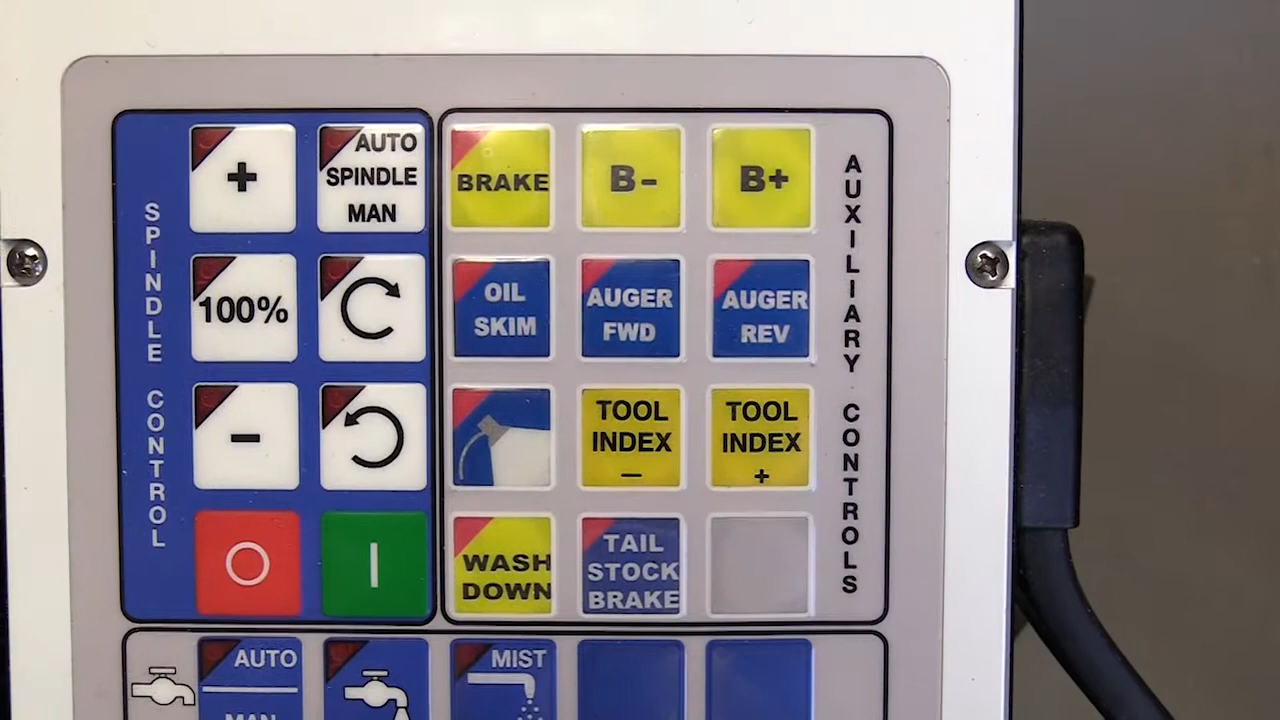 SPINDLE CONTROL
+
AUTO
SPINDLE
MAN
100%
-
O
I
BRAKE
B-
B+
OIL
SKIM
AUGER
FWD
AUGER
REV
TOOL
INDEX
–
TOOL
INDEX
+
WASH
DOWN
TAIL
STOCK
BRAKE
AUXILIARY CONTROLS
AUTO
MAN
MIST